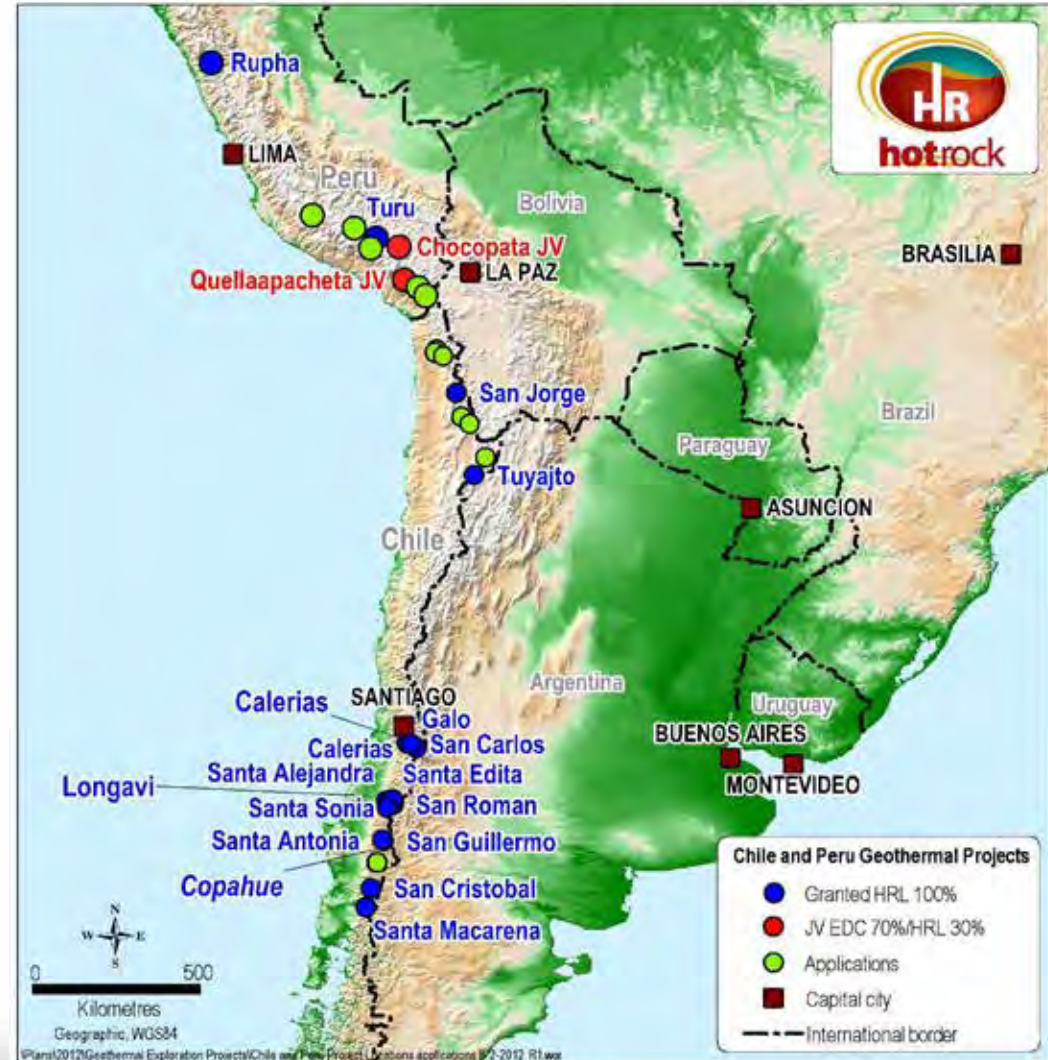 Rupha
HR
hotrock
LIMA
Peru
Turu
Bolivia
Chocopata JV
BRASILIA
LA PAZ
Quellaapacheta JV
San Jorge
Brazil
Paraguay
Tuyajto
ASUNCION
Chile
Argentina
SANTIAGO
Calerias
Galo
Uruguay
Calerias
San Carlos
BUENOS AIRES
Santa Alejandra
Santa Edita
Longavi
MONTEVIDEO
Santa Sonia
San Roman
Santa Antonia
San Guillermo
Copahue
San Cristobal
Santa Macarena
Chile and Peru Geothermal Projects
Granted HRL 100%
JV EDC 70%/HRL 30%
Applications
Capital city
International border
N
W
E
S
0
500
Kilometres
Geographic, WGS84